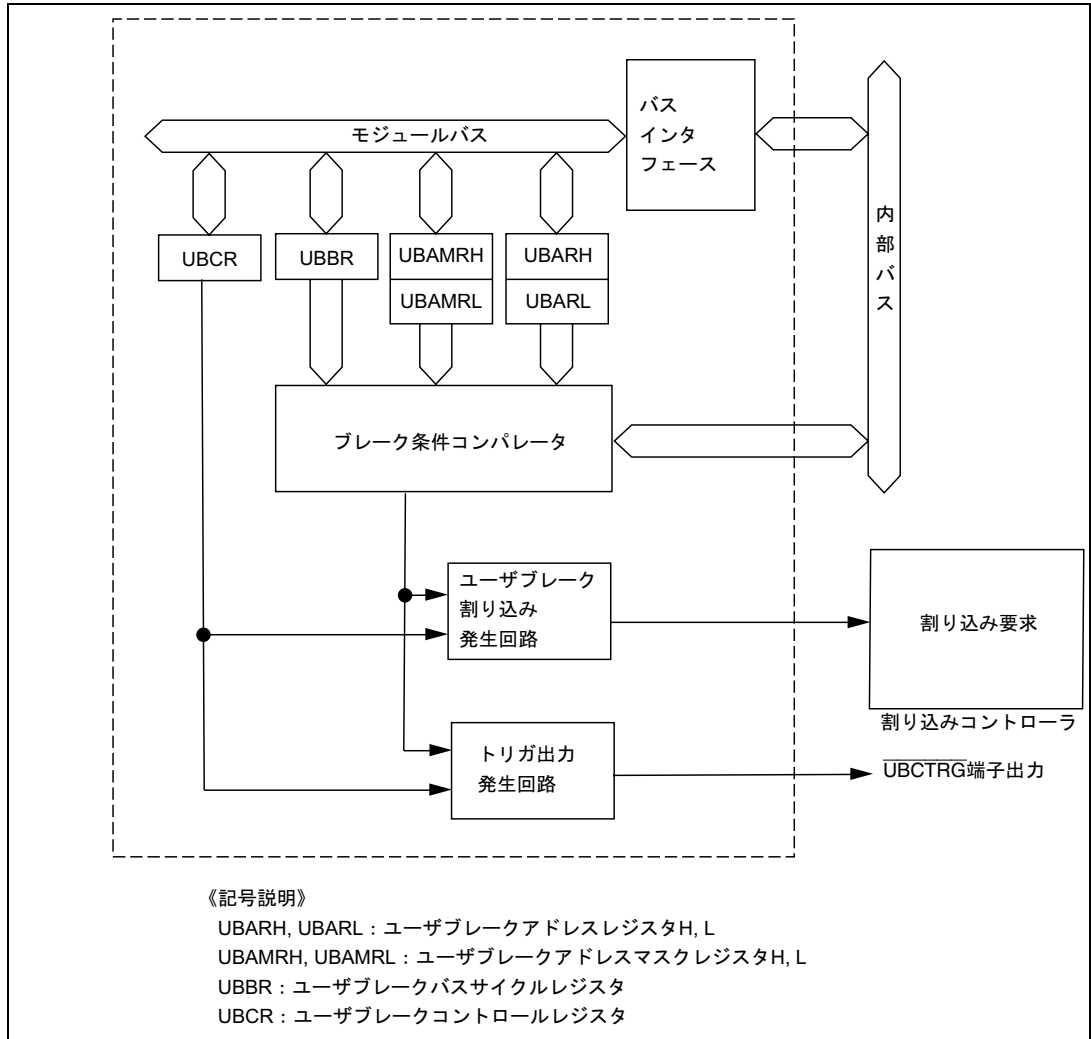 バス
インタ
フェース
モジュールバス
内部バス
UBCR
UBBR
UBAMRH
UBARH
UBAMRL
UBARL
ブレーク条件コンパレータ
ユーザブレーク
割り込み
発生回路
割り込み要求
割り込みコントローラ
トリガ出力
発生回路
UBCTRG端子出力
《記号説明》
UBARH, UBARL:ユーザブレークアドレスレジスタH, L
UBAMRH, UBAMRL:ユーザブレークアドレスマスクレジスタH, L
UBBR:ユーザブレークバスサイクルレジスタ
UBCR:ユーザブレークコントロールレジスタ